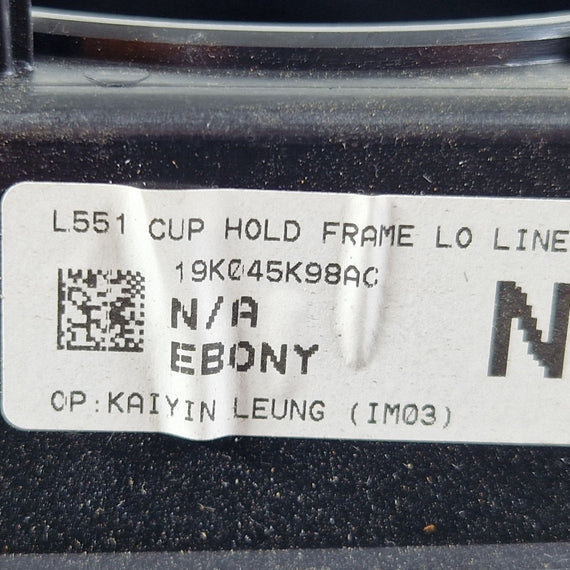 L551 CUP HOLD FRAME LO LINE
19K045K98AC
N/A
EBONY
N
OP:KAIYIN LEUNG (IM03)